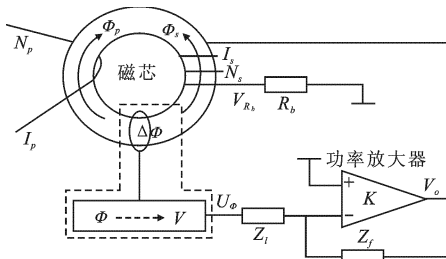 N_p
Φ_p
Φ_s
I_s
磁芯
N_s
V_{R_b}
R_b
I_p
ΔΦ
功率放大器
V_o
+
K
−
Φ
V
U_Φ
Z_I
Z_f